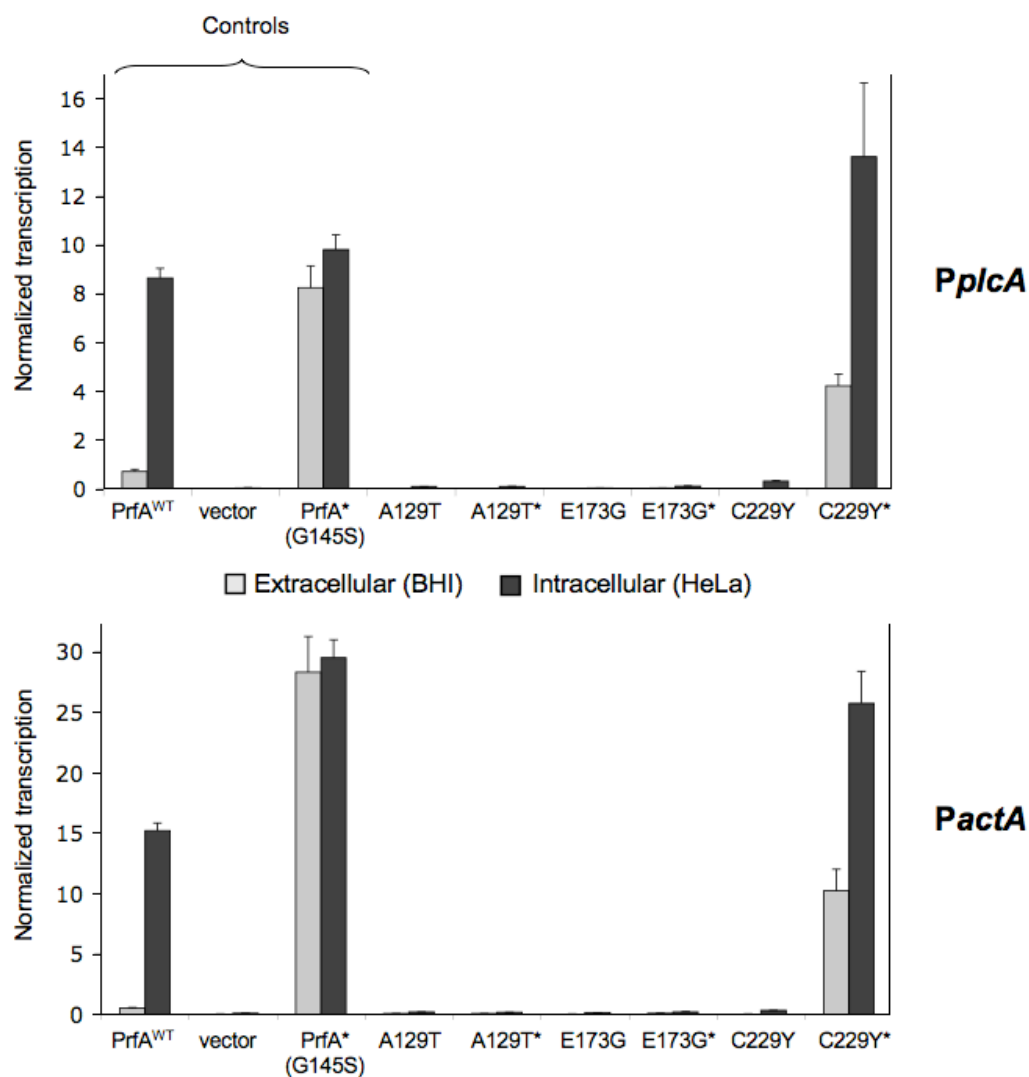 Controls
Normalized transcription
16
14
12
10
8
6
4
2
0
PrfAᵂᵀ vector PrfA* A129T A129T* E173G E173G* C229Y C229Y*
(G145S)
PplcA
Extracellular (BHI) Intracellular (HeLa)
Normalized transcription
30
25
20
15
10
5
0
PrfAᵂᵀ vector PrfA* A129T A129T* E173G E173G* C229Y C229Y*
(G145S)
PactA